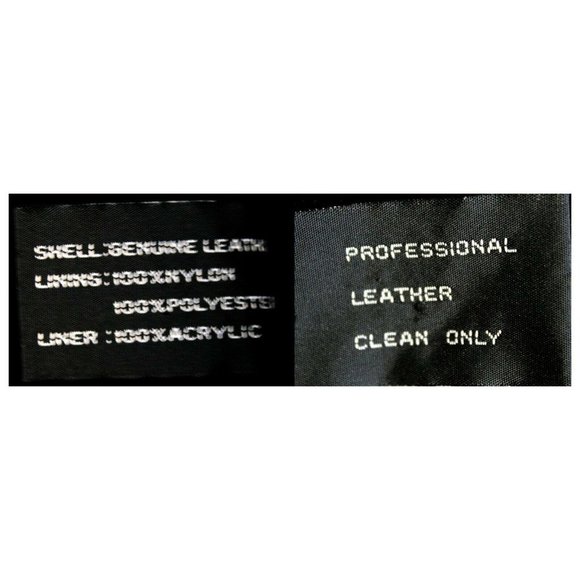 SHELL:GENUINE LEATH
LINING:100%NYLON
100%POLYESTE
LINER :100%ACRYLIC
PROFESSIONAL
LEATHER
CLEAN ONLY